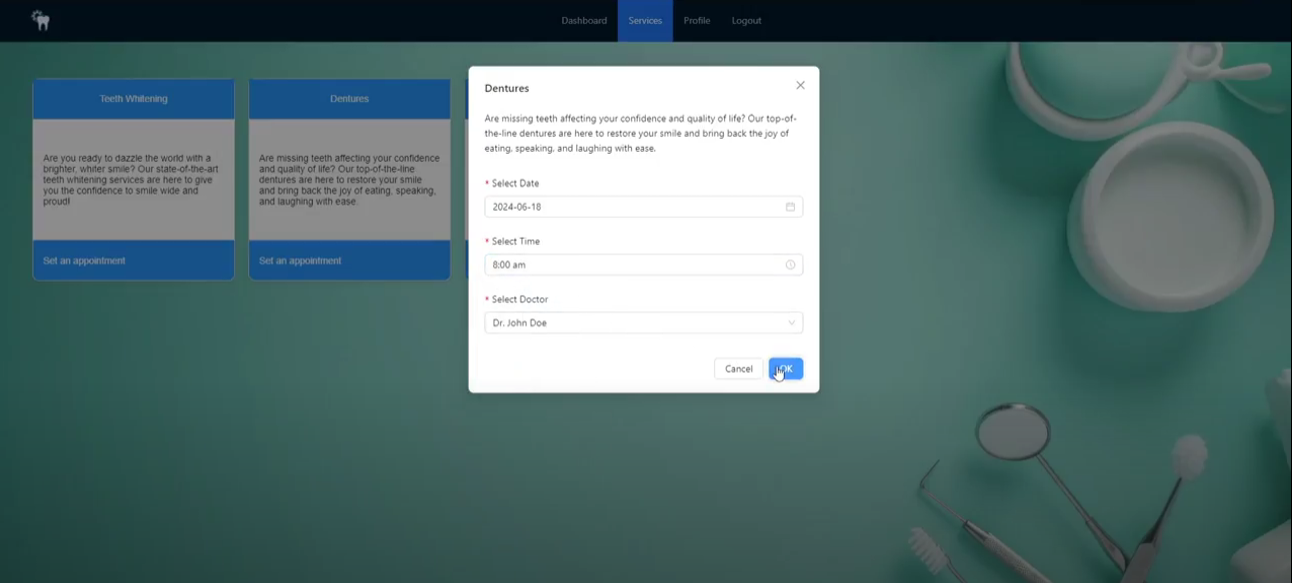 Dashboard Services Profile Logout
Teeth Whitening
Are you ready to dazzle the world with a
brighter, whiter smile? Our state-of-the-art
teeth whitening services are here to give
you the confidence to smile wide and
proud!
Set an appointment
Dentures
Are missing teeth affecting your confidence
and quality of life? Our top-of-the-line
dentures are here to restore your smile
and bring back the joy of eating, speaking,
and laughing with ease.
Set an appointment
Dentures
Are missing teeth affecting your confidence and quality of life? Our top-of-
the-line dentures are here to restore your smile and bring back the joy of
eating, speaking, and laughing with ease.
* Select Date
2024-06-18
* Select Time
8:00 am
* Select Doctor
Dr. John Doe
Cancel OK